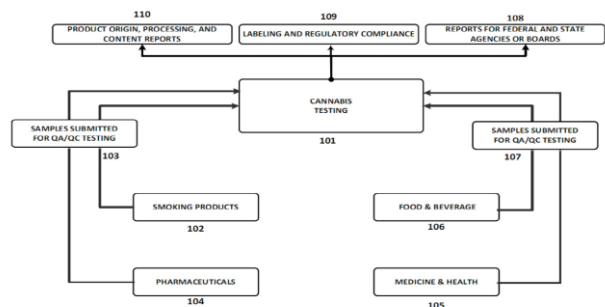 110
109
108
PRODUCT ORIGIN, PROCESSING, AND
CONTENT REPORTS
LABELING AND REGULATORY COMPLIANCE
REPORTS FOR FEDERAL AND STATE
AGENCIES OR BOARDS
CANNABIS
TESTING
101
SAMPLES SUBMITTED
FOR QA/QC TESTING
103
SAMPLES SUBMITTED
FOR QA/QC TESTING
107
SMOKING PRODUCTS
102
FOOD & BEVERAGE
106
PHARMACEUTICALS
104
MEDICINE & HEALTH
105